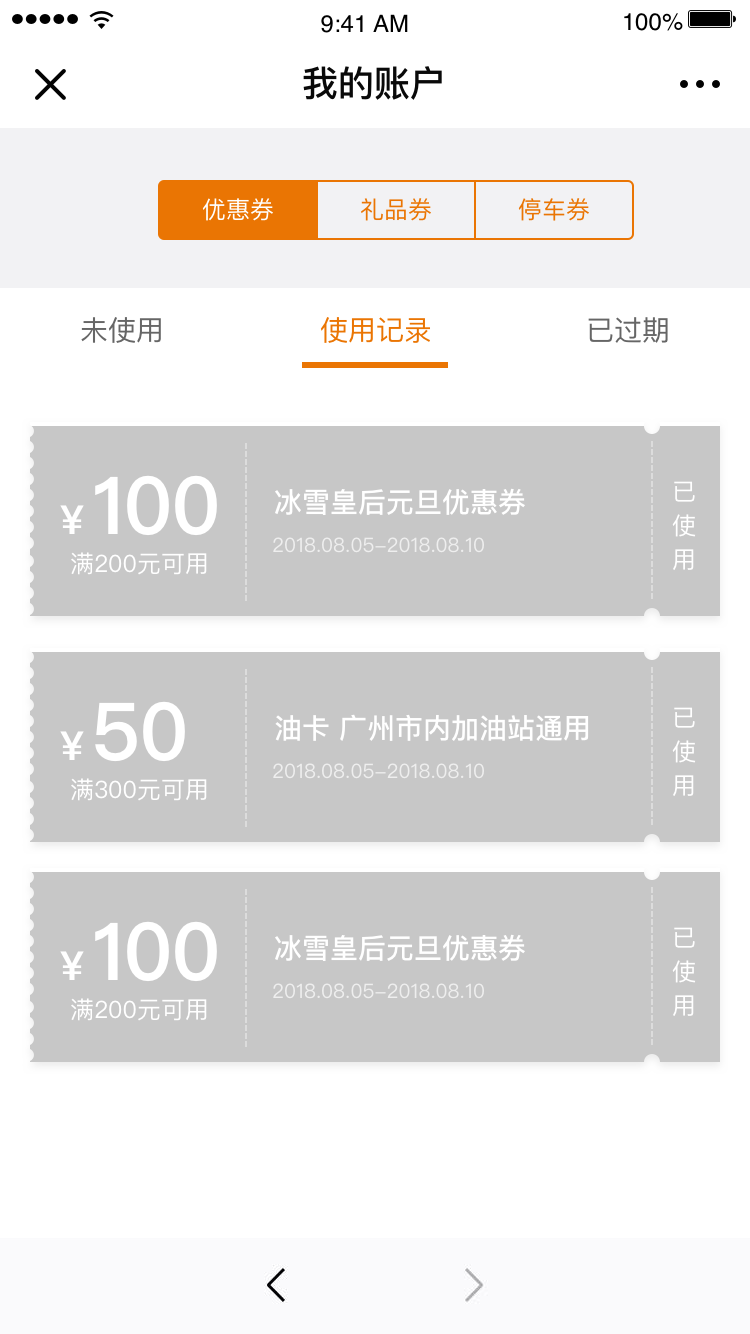 9:41 AM
100%
我的账户
优惠券
礼品券
停车券
未使用
使用记录
已过期
¥100
满200元可用
冰雪皇后元旦优惠券
2018.08.05-2018.08.10
已使用
¥50
满300元可用
油卡 广州市内加油站通用
2018.08.05-2018.08.10
已使用
¥100
满200元可用
冰雪皇后元旦优惠券
2018.08.05-2018.08.10
已使用